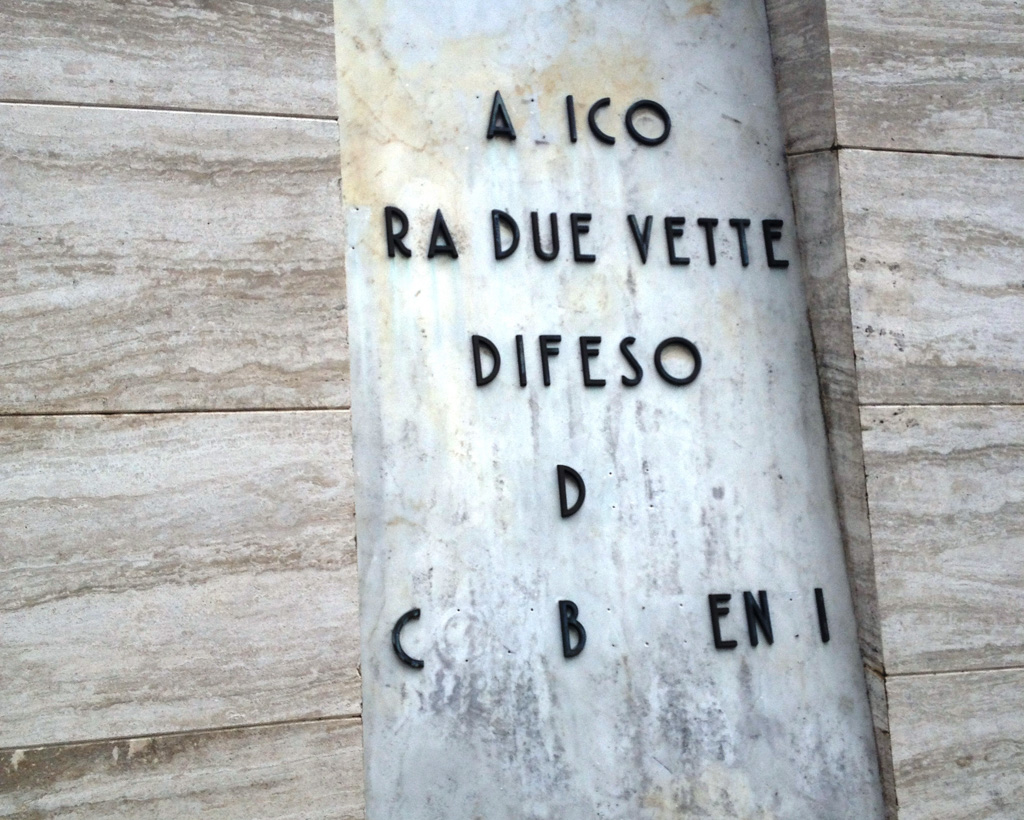 A ICO
RA DUE VETTE
DIFESO
D
C B EN I